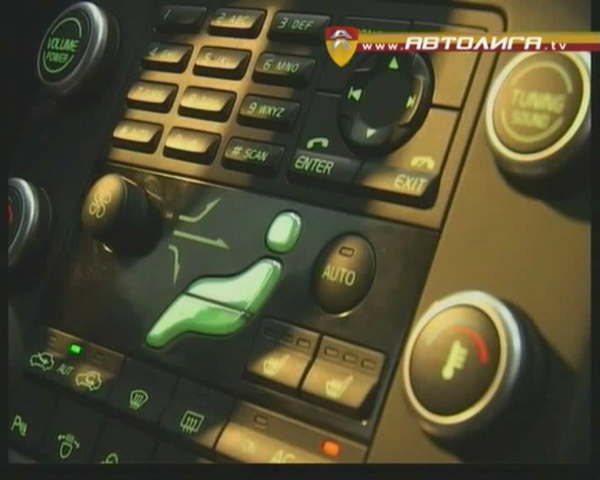 www.АВТОЛИГА.tv
VOLUME
POWER
2 ABC
3 DEF
6 MNO
9 WXYZ
# SCAN
ENTER
EXIT
TUNING
SOUND
AUTO
AUT
AC